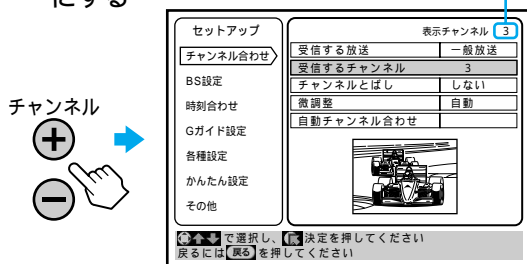 にする
セットアップ
表示チャンネル 3
チャンネル合わせ
BS設定
時刻合わせ
Gガイド設定
各種設定
かんたん設定
その他
受信する放送 一般放送
受信するチャンネル 3
チャンネルとばし しない
微調整 自動
自動チャンネル合わせ
チャンネル
+
−
で選択し、 決定を押してください
戻るには 戻る を押してください